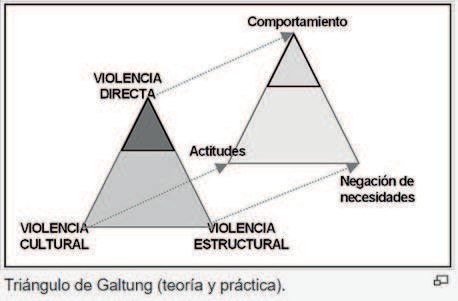 Comportamiento
VIOLENCIA
DIRECTA
Actitudes
Negación de
necesidades
VIOLENCIA
CULTURAL
VIOLENCIA
ESTRUCTURAL
Triángulo de Galtung (teoría y práctica).